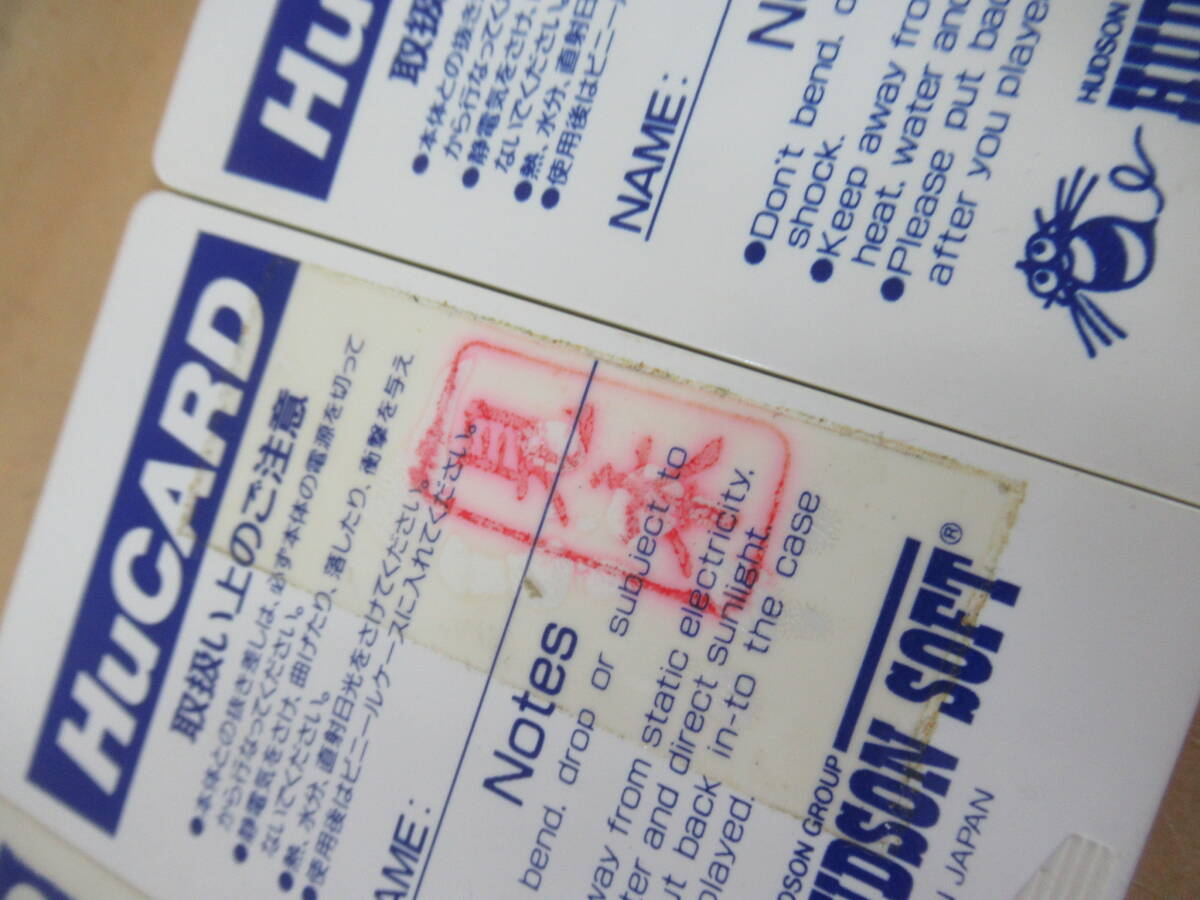 Hu
取扱
●本体との抜き
から行なってく
●静電気をさけ、
ないでください。
●熱、水分、直射日
●使用後はビニー
NAME:
●Don't bend. d
shock.
●Keep away fro
heat. water and
●Please put bac
after you played
HUDSON
HuCARD
取扱い上のご注意
●本体との抜き差しは、必ず本体の電源を切って
から行なってください。
●静電気をさけ、曲げたり、落したり、衝撃を与え
ないでください。
●熱、水分、直射日光をさけてください。
●使用後はビニールケースに入れてください。
AME:
Notes
bend. drop or subject to
way from static electricity.
ter and direct sunlight.
ut back in-to the case
played.
DSON GROUP
HUDSON SOFT®
N JAPAN